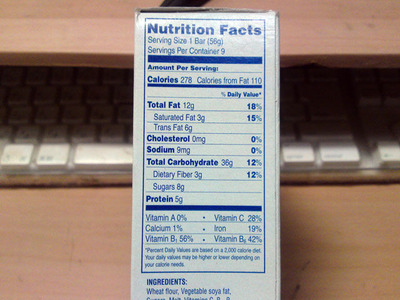 Nutrition Facts
Serving Size 1 Bar (56g)
Servings Per Container 9
Amount Per Serving:
Calories 278 Calories from Fat 110
% Daily Value*
Total Fat 12g 18%
Saturated Fat 3g 15%
Trans Fat 6g
Cholesterol 0mg 0%
Sodium 9mg 0%
Total Carbohydrate 36g 12%
Dietary Fiber 3g 12%
Sugars 8g
Protein 5g
Vitamin A 0% • Vitamin C 28%
Calcium 1% • Iron 19%
Vitamin B₁ 56% • Vitamin B₆ 42%
*Percent Daily Values are based on a 2,000 calorie diet.
Your daily values may be higher or lower depending on
your calorie needs.
INGREDIENTS:
Wheat flour, Vegetable soya fat,